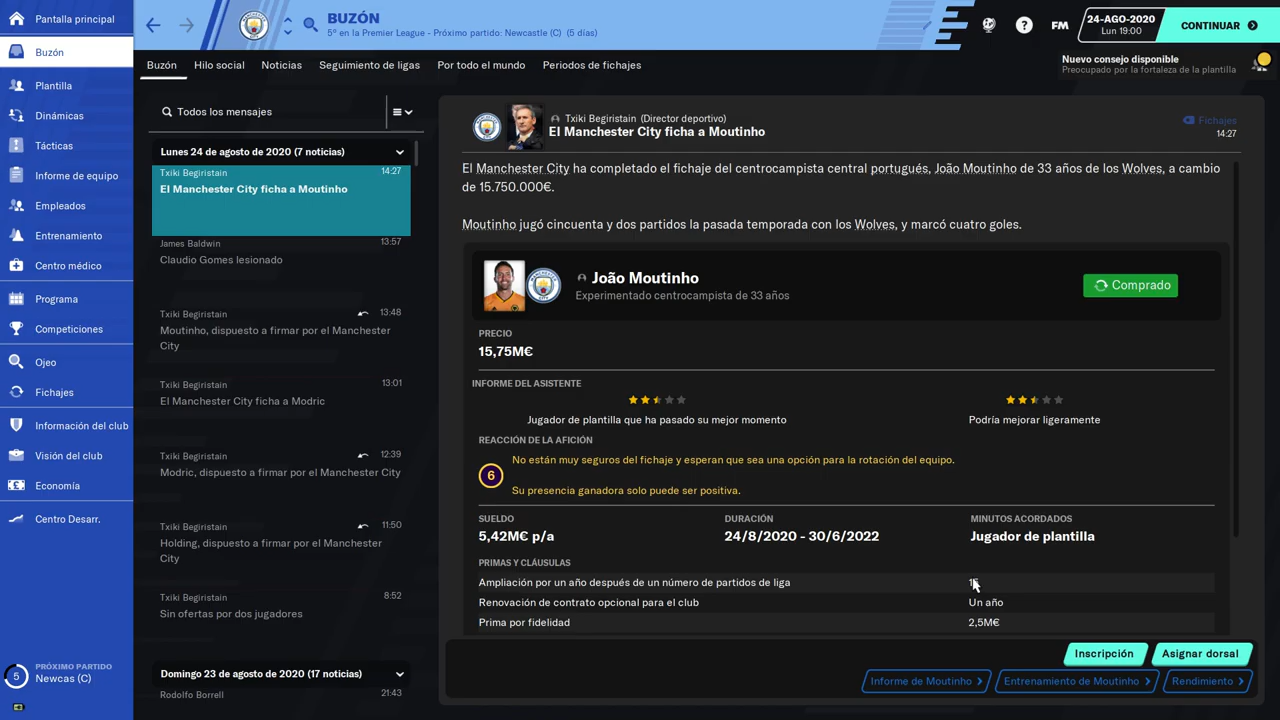 Pantalla principal
Buzón
Plantilla
Dinámicas
Tácticas
Informe de equipo
Empleados
Entrenamiento
Centro médico
Programa
Competiciones
Ojeo
Fichajes
Información del club
Visión del club
Economía
Centro Desarr.
5
PRÓXIMO PARTIDO
Newcas (C)
BUZÓN
5º en la Premier League - Próximo partido: Newcastle (C) (5 días)
?
FM
24-AGO-2020
Lun 19:00
CONTINUAR
Buzón
Hilo social
Noticias
Seguimiento de ligas
Por todo el mundo
Periodos de fichajes
Nuevo consejo disponible
Preocupado por la fortaleza de la plantilla
Todos los mensajes
Lunes 24 de agosto de 2020 (7 noticias)
Txiki Begiristain 14:27
El Manchester City ficha a Moutinho
James Baldwin 13:57
Claudio Gomes lesionado
Txiki Begiristain 13:48
Moutinho, dispuesto a firmar por el Manchester
City
Txiki Begiristain 13:01
El Manchester City ficha a Modric
Txiki Begiristain 12:39
Modric, dispuesto a firmar por el Manchester City
Txiki Begiristain 11:50
Holding, dispuesto a firmar por el Manchester
City
Txiki Begiristain 8:52
Sin ofertas por dos jugadores
Domingo 23 de agosto de 2020 (17 noticias)
Rodolfo Borrell 21:43
Txiki Begiristain (Director deportivo)
El Manchester City ficha a Moutinho
Fichajes
14:27
El Manchester City ha completado el fichaje del centrocampista central portugués, João Moutinho de 33 años de los Wolves, a cambio
de 15.750.000€.
Moutinho jugó cincuenta y dos partidos la pasada temporada con los Wolves, y marcó cuatro goles.
João Moutinho
Experimentado centrocampista de 33 años
Comprado
PRECIO
15,75M€
INFORME DEL ASISTENTE
Jugador de plantilla que ha pasado su mejor momento
Podría mejorar ligeramente
REACCIÓN DE LA AFICIÓN
6
No están muy seguros del fichaje y esperan que sea una opción para la rotación del equipo.
Su presencia ganadora solo puede ser positiva.
SUELDO DURACIÓN MINUTOS ACORDADOS
5,42M€ p/a 24/8/2020 - 30/6/2022 Jugador de plantilla
PRIMAS Y CLÁUSULAS
Ampliación por un año después de un número de partidos de liga
Renovación de contrato opcional para el club Un año
Prima por fidelidad 2,5M€
Inscripción
Asignar dorsal
Informe de Moutinho
Entrenamiento de Moutinho
Rendimiento